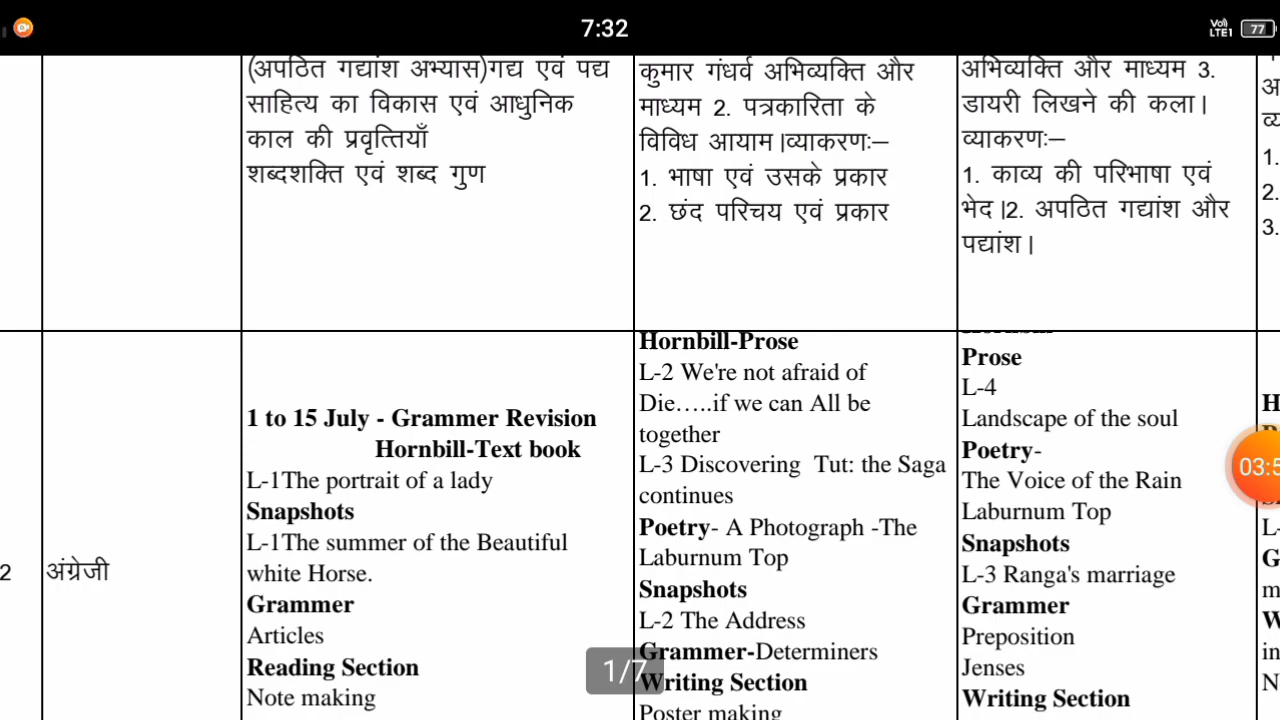 7:32
Vo))
LTE1
77
(अपठित गद्यांश अभ्यास)गद्य एवं पद्य
साहित्य का विकास एवं आधुनिक
काल की प्रवृत्तियाँ
शब्दशक्ति एवं शब्द गुण
कुमार गंधर्व अभिव्यक्ति और
माध्यम 2. पत्रकारिता के
विविध आयाम।व्याकरणः–
1. भाषा एवं उसके प्रकार
2. छंद परिचय एवं प्रकार
अभिव्यक्ति और माध्यम 3.
डायरी लिखने की कला।
व्याकरणः–
1. काव्य की परिभाषा एवं
भेद।2. अपठित गद्यांश और
पद्यांश।
1.
2.
3.
2
अंग्रेजी
1 to 15 July - Grammer Revision
Hornbill-Text book
L-1The portrait of a lady
Snapshots
L-1The summer of the Beautiful
white Horse.
Grammer
Articles
Reading Section
Note making
Hornbill-Prose
L-2 We're not afraid of
Die…..if we can All be
together
L-3 Discovering Tut: the Saga
continues
Poetry- A Photograph -The
Laburnum Top
Snapshots
L-2 The Address
Grammer-Determiners
Writing Section
Poster making
Prose
L-4
Landscape of the soul
Poetry-
The Voice of the Rain
Laburnum Top
Snapshots
L-3 Ranga's marriage
Grammer
Preposition
Jenses
Writing Section
03:5
1/7